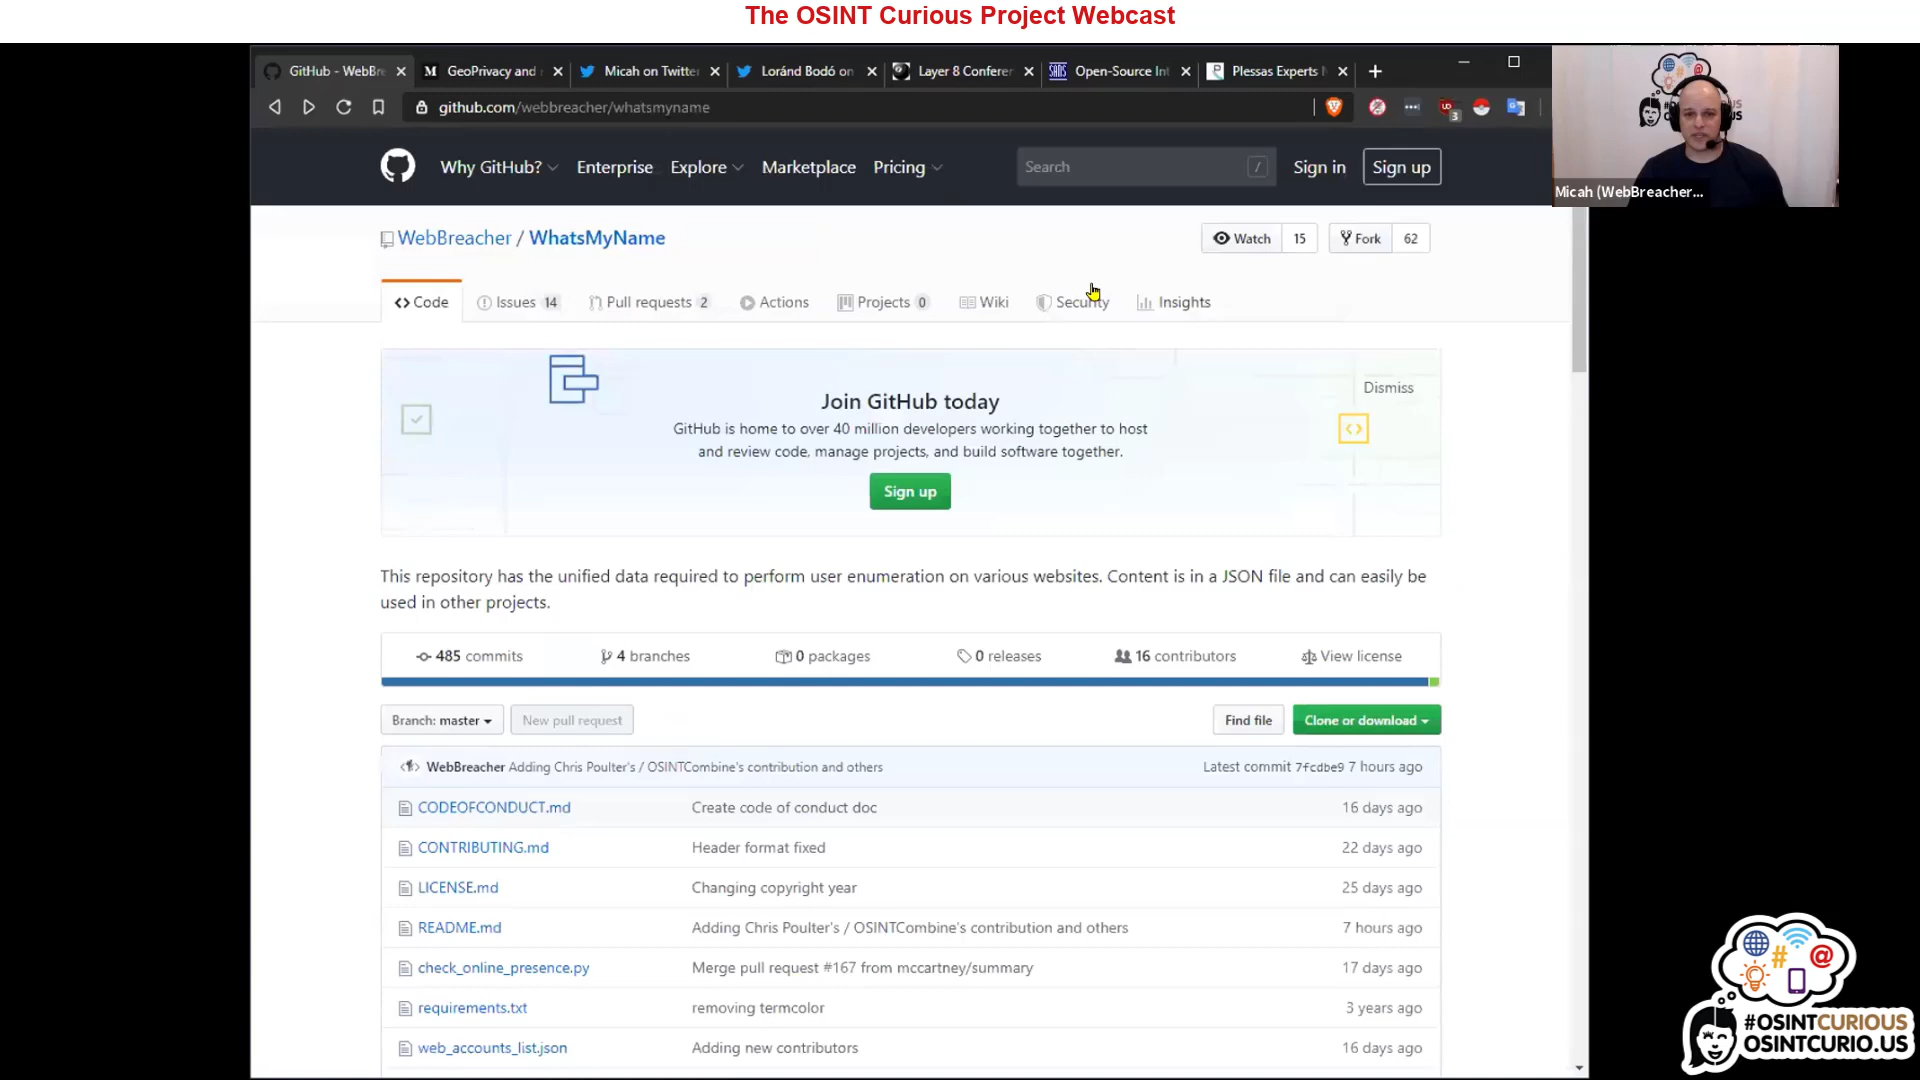 The OSINT Curious Project Webcast
GitHub - WebBre
GeoPrivacy and
Micah on Twitte
Loránd Bodó on
Layer 8 Confer
SANS
Open-Source Int
Plessas Experts
github.com/webbreacher/whatsmyname
3
Micah (WebBreacher...
Why GitHub? Enterprise Explore Marketplace Pricing
Search /
Sign in Sign up
WebBreacher / WhatsMyName
Watch 15 Fork 62
Code Issues 14 Pull requests 2 Actions Projects 0 Wiki Security Insights
Dismiss
Join GitHub today
GitHub is home to over 40 million developers working together to host
and review code, manage projects, and build software together.
Sign up
This repository has the unified data required to perform user enumeration on various websites. Content is in a JSON file and can easily be
used in other projects.
485 commits 4 branches 0 packages 0 releases 16 contributors View license
Branch: master New pull request Find file Clone or download
WebBreacher Adding Chris Poulter's / OSINTCombine's contribution and others Latest commit 7fcdbe9 7 hours ago
CODEOFCONDUCT.md Create code of conduct doc 16 days ago
CONTRIBUTING.md Header format fixed 22 days ago
LICENSE.md Changing copyright year 25 days ago
README.md Adding Chris Poulter's / OSINTCombine's contribution and others 7 hours ago
check_online_presence.py Merge pull request #167 from mccartney/summary 17 days ago
requirements.txt removing termcolor 3 years ago
web_accounts_list.json Adding new contributors 16 days ago
#OSINTCURIOUS
OSINTCURIO.US